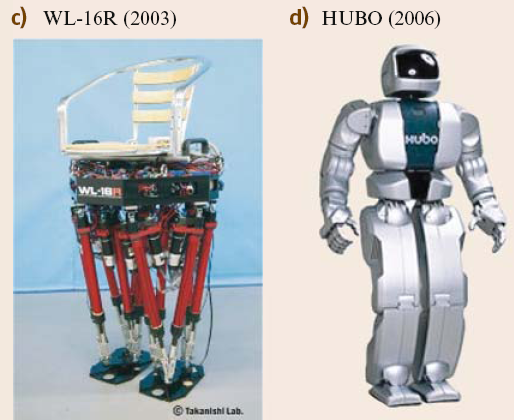 c) WL-16R (2003)
d) HUBO (2006)
WL-16R
HUBO
© Takanishi Lab.